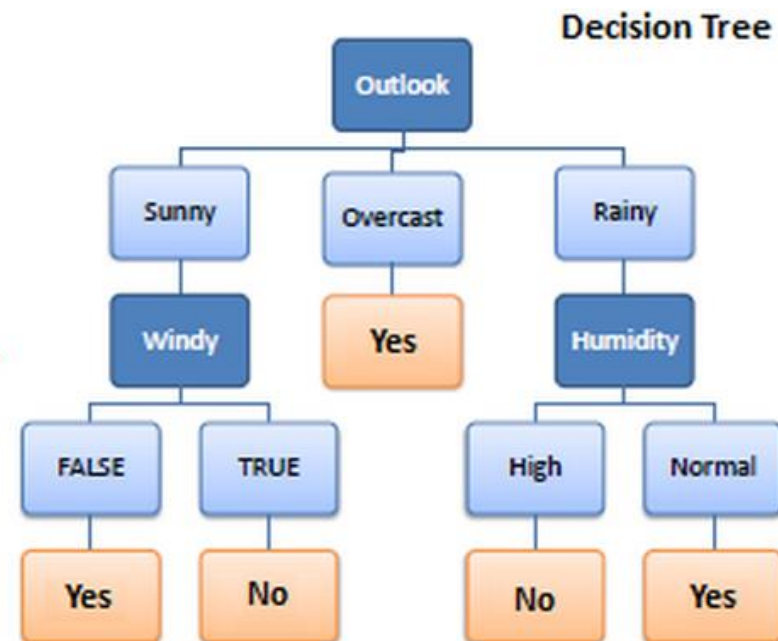 Decision Tree
Outlook
Sunny
Overcast
Rainy
Windy
Yes
Humidity
FALSE
TRUE
High
Normal
Yes
No
No
Yes